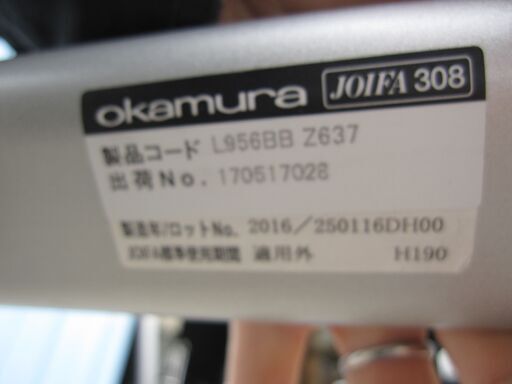 okamura JOIFA 308
製品コード L956BB Z637
出荷No. 170517028
製造年/ロットNo. 2016/250116DH00
JOIFA標準使用期間 適用外 H190